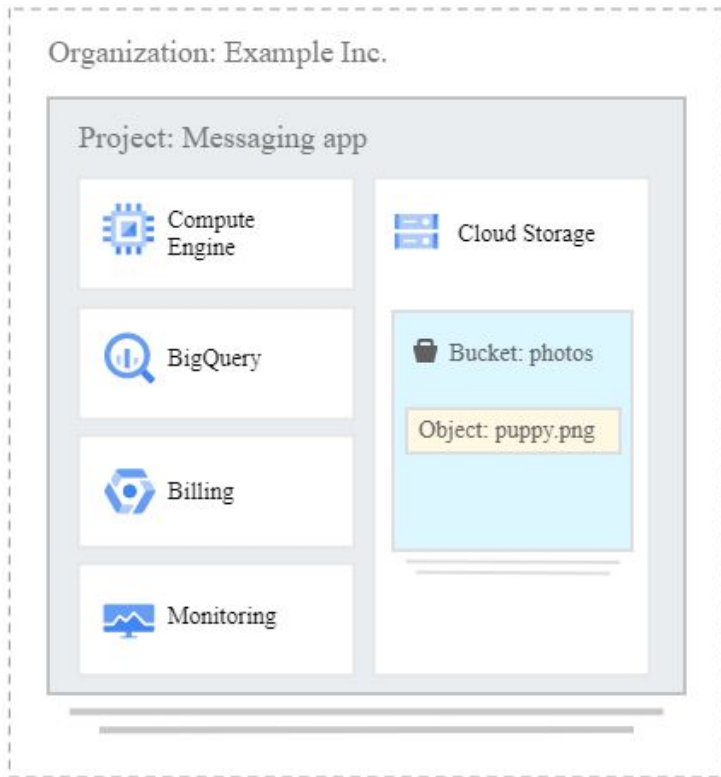 Organization: Example Inc.
Project: Messaging app
Compute
Engine
BigQuery
Billing
Monitoring
Cloud Storage
Bucket: photos
Object: puppy.png